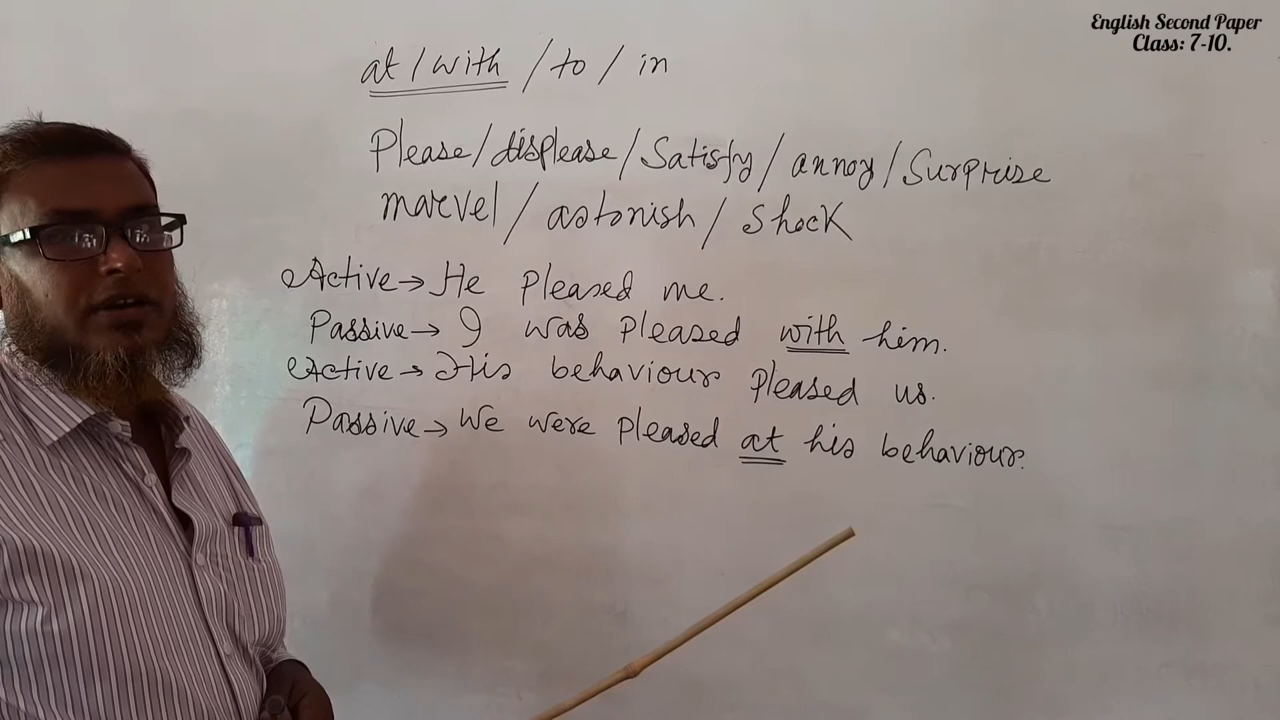 English Second Paper
Class: 7-10.
at / with / to / in
Please/displease/Satisfy/annoy/Surprise
marvel / astonish / Shock
Active→ He pleased me.
Passive→ I was pleased with him.
Active→ His behaviour pleased us.
Passive→ We were pleased at his behaviour.